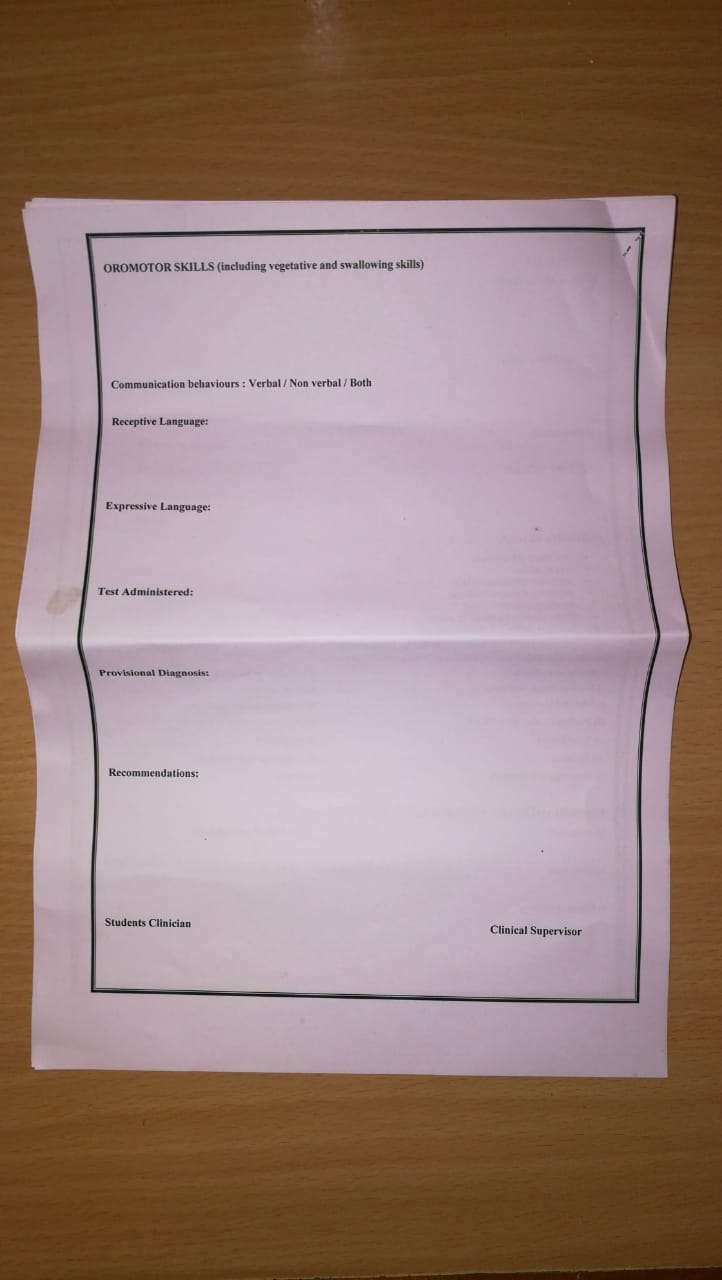 OROMOTOR SKILLS (including vegetative and swallowing skills)
Communication behaviours : Verbal / Non verbal / Both
Receptive Language:
Expressive Language:
Test Administered:
Provisional Diagnosis:
Recommendations:
Students Clinician
Clinical Supervisor